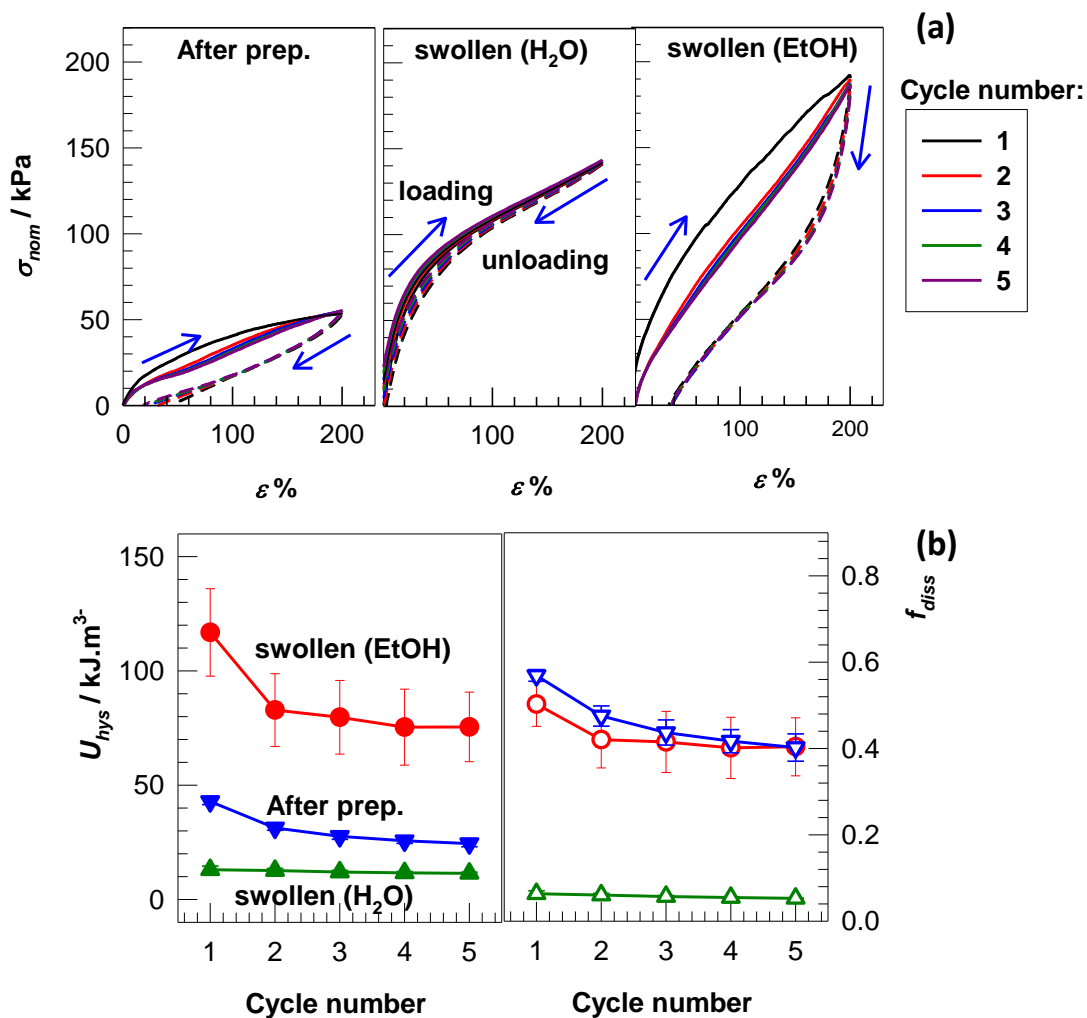 After prep.
swollen (H2O)
swollen (EtOH)
(a)
Cycle number:
1
2
3
4
5
loading
unloading
σnom / kPa
200
150
100
50
0
0
200
100
200
100
200
ε %
ε %
ε %
(b)
Uhys / kJ.m3-
150
100
50
0
swollen (EtOH)
After prep.
swollen (H2O)
1 2 3 4 5
Cycle number
fdiss
0.8
0.6
0.4
0.2
0.0
1 2 3 4 5
Cycle number